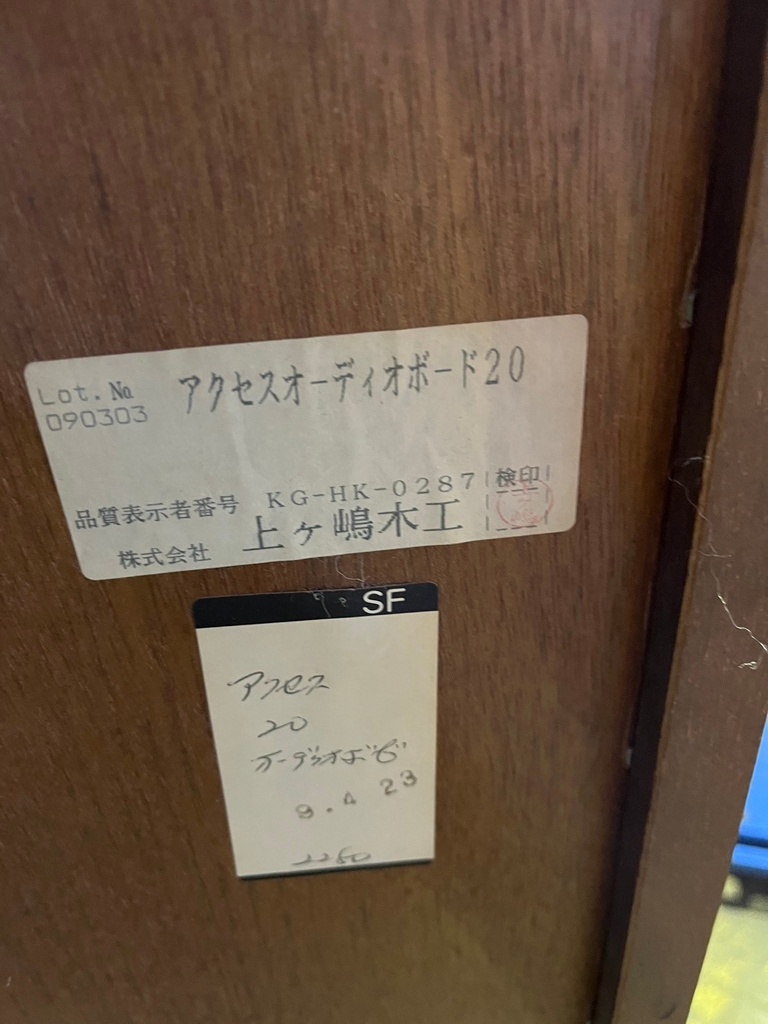 Lot.No アクセスオーディオボード20
090303
品質表示者番号 KG-HK-0287 検印
株式会社 上ヶ嶋木工
SF
アクセス
20
オーディオボード
9.4 23
2250